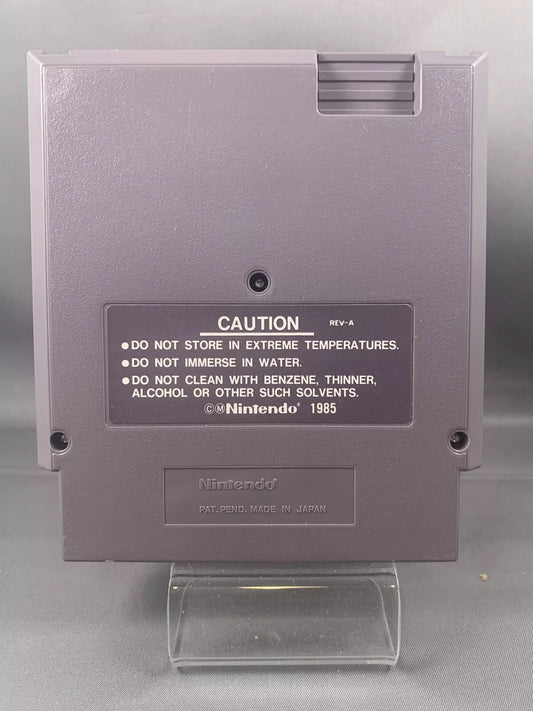 CAUTION REV-A
●DO NOT STORE IN EXTREME TEMPERATURES.
●DO NOT IMMERSE IN WATER.
●DO NOT CLEAN WITH BENZENE, THINNER,
ALCOHOL OR OTHER SUCH SOLVENTS.
©ⓂNintendo® 1985
Nintendo®
PAT. PEND. MADE IN JAPAN